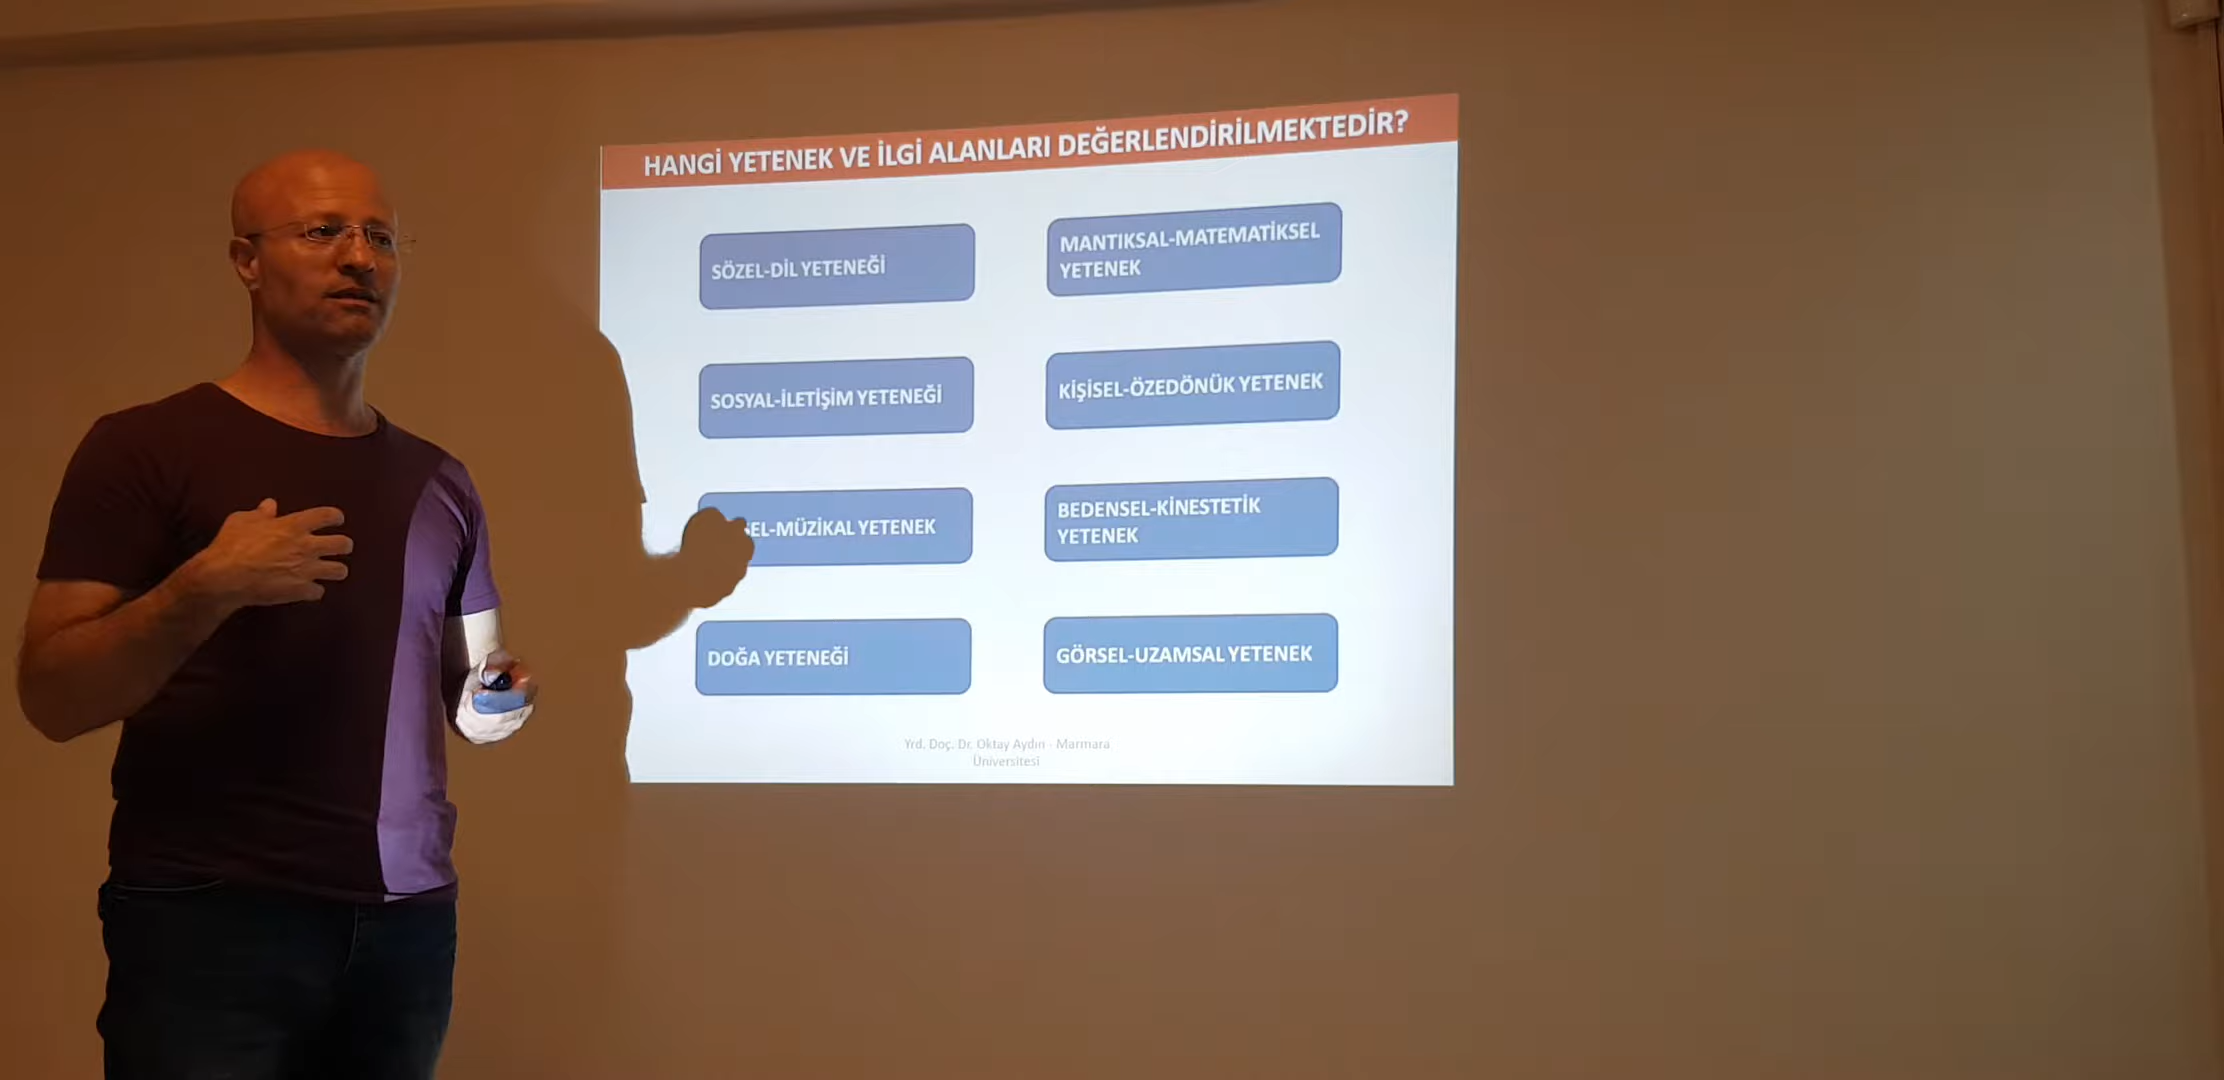 HANGİ YETENEK VE İLGİ ALANLARI DEĞERLENDİRİLMEKTEDİR?
SÖZEL-DİL YETENEĞİ
MANTIKSAL-MATEMATİKSEL
YETENEK
SOSYAL-İLETİŞİM YETENEĞİ
KİŞİSEL-ÖZEDÖNÜK YETENEK
SEL-MÜZİKAL YETENEK
BEDENSEL-KİNESTETİK
YETENEK
DOĞA YETENEĞİ
GÖRSEL-UZAMSAL YETENEK
Yrd. Doç. Dr. Oktay Aydın - Marmara
Üniversitesi